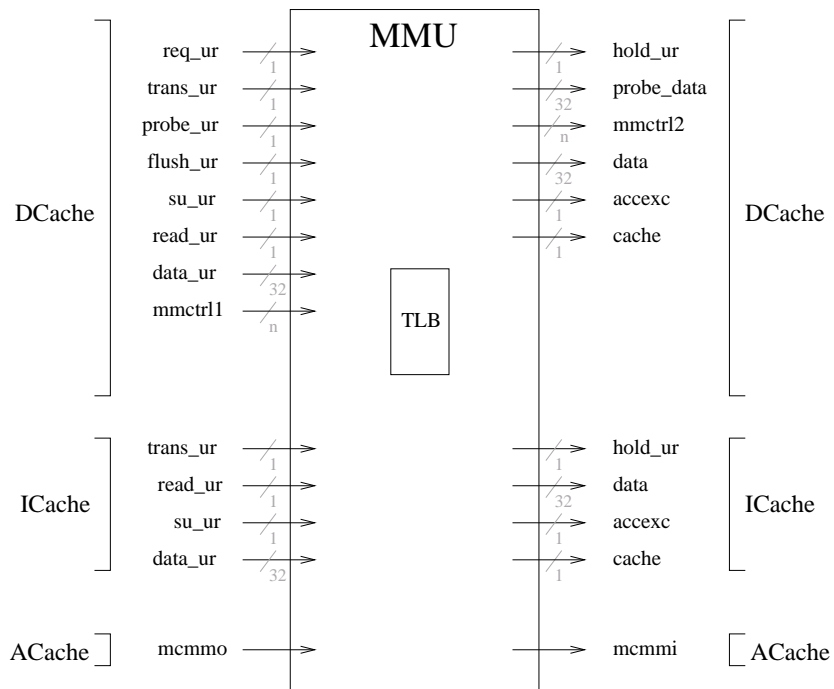 MMU
req_ur
1
trans_ur
1
probe_ur
1
flush_ur
1
su_ur
1
read_ur
1
data_ur
32
mmctrl1
n
DCache
hold_ur
1
probe_data
32
mmctrl2
n
data
32
accexc
1
cache
1
DCache
TLB
trans_ur
1
read_ur
1
su_ur
1
data_ur
32
ICache
hold_ur
1
data
32
accexc
1
cache
1
ICache
ACache
mcmmo
mcmmi
ACache